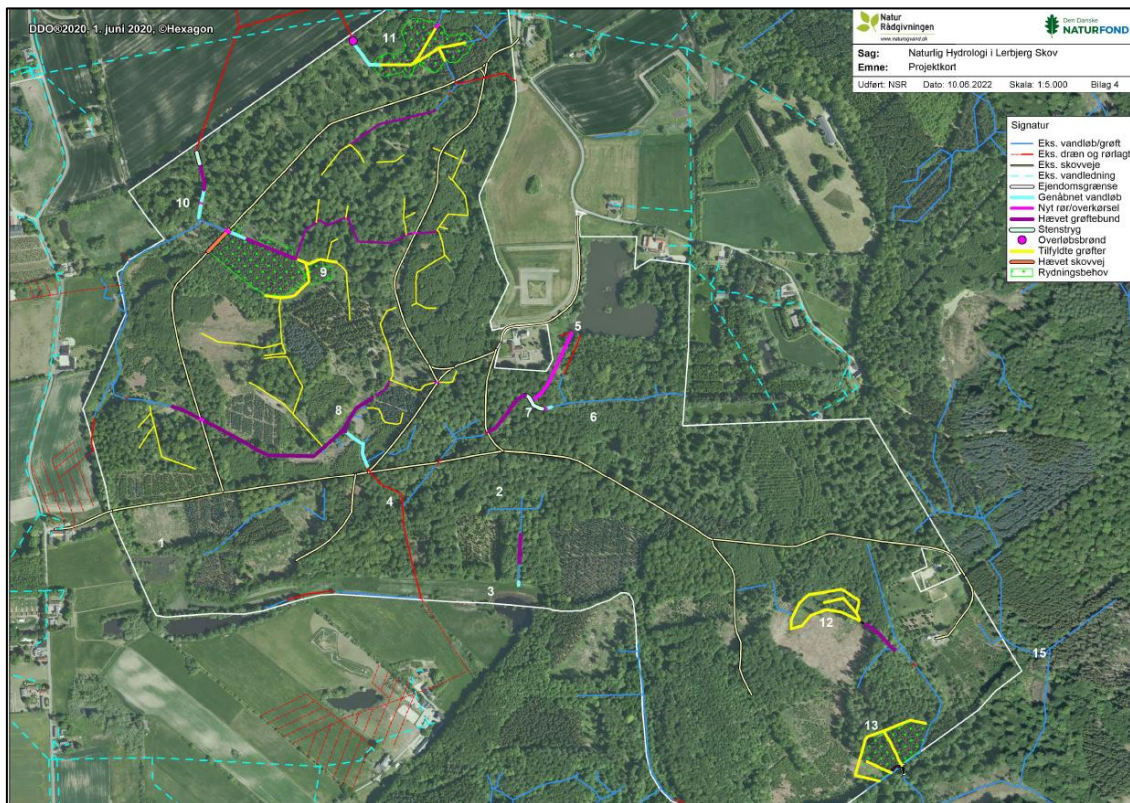 DDO®2020, 1. juni 2020, ©Hexagon
Natur
Rådgivningen
www.naturogvand.dk
Den Danske
NATURFOND
Sag: Naturlig Hydrologi i Lerbjerg Skov
Emne: Projektkort
Udført: NSR Dato: 10.06.2022 Skala: 1:5.000 Bilag 4
Signatur
Eks. vandløb/grøft
Eks. dræn og rørlagt
Eks. skovveje
Eks. vandledning
Ejendomsgrænse
Genåbnet vandløb
Nyt rør/overkørsel
Hævet grøftebund
Stenstryg
Overløbsbrønd
Tilfyldte grøfter
Hævet skovvej
Rydningsbehov
11
10
9
5
7
6
8
4
2
1
3
12
15
13